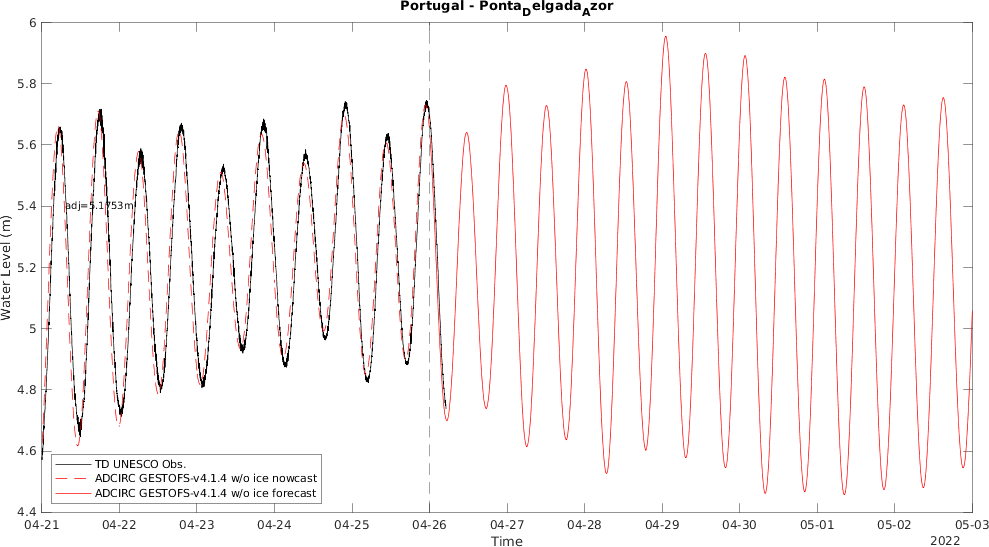 Portugal - Ponta_Delgada_Azor
6
5.8
5.6
5.4
5.2
5
4.8
4.6
4.4
Water Level (m)
adj=5.1753m
TD UNESCO Obs.
ADCIRC GESTOFS-v4.1.4 w/o ice nowcast
ADCIRC GESTOFS-v4.1.4 w/o ice forecast
04-21 04-22 04-23 04-24 04-25 04-26 04-27 04-28 04-29 04-30 05-01 05-02 05-03
Time
2022